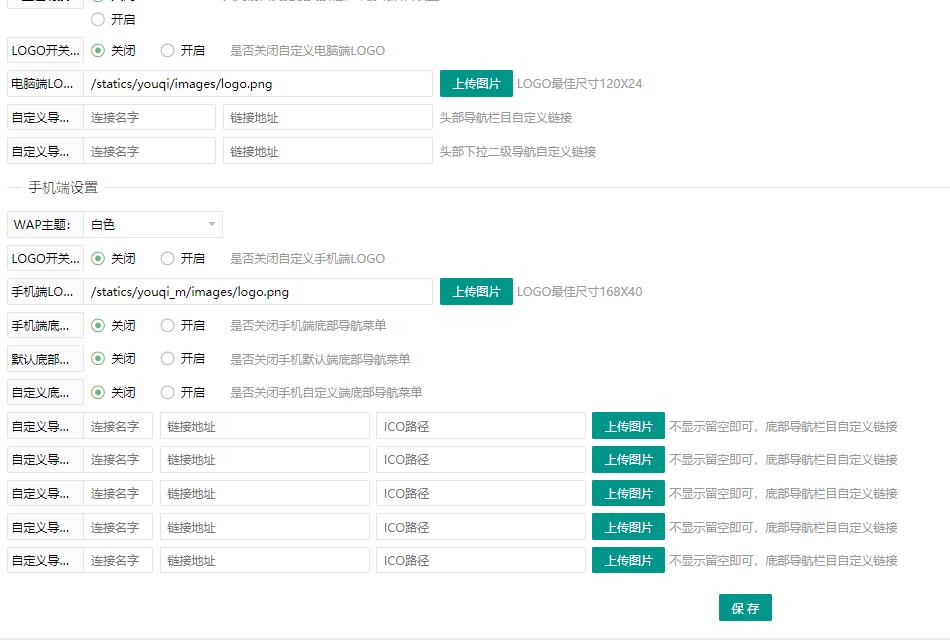 开启
LOGO开关... 关闭 开启 是否关闭自定义电脑端LOGO
电脑端LO... /statics/youqi/images/logo.png 上传图片 LOGO最佳尺寸120X24
自定义导... 连接名字 链接地址 头部导航栏目自定义链接
自定义导... 连接名字 链接地址 头部下拉二级导航自定义链接
手机端设置
WAP主题: 白色
LOGO开关... 关闭 开启 是否关闭自定义手机端LOGO
手机端LO... /statics/youqi_m/images/logo.png 上传图片 LOGO最佳尺寸168X40
手机端底... 关闭 开启 是否关闭手机端底部导航菜单
默认底部... 关闭 开启 是否关闭手机默认端底部导航菜单
自定义底... 关闭 开启 是否关闭手机自定义端底部导航菜单
自定义导... 连接名字 链接地址 ICO路径 上传图片 不显示留空即可，底部导航栏目自定义链接
自定义导... 连接名字 链接地址 ICO路径 上传图片 不显示留空即可，底部导航栏目自定义链接
自定义导... 连接名字 链接地址 ICO路径 上传图片 不显示留空即可，底部导航栏目自定义链接
自定义导... 连接名字 链接地址 ICO路径 上传图片 不显示留空即可，底部导航栏目自定义链接
自定义导... 连接名字 链接地址 ICO路径 上传图片 不显示留空即可，底部导航栏目自定义链接
保存